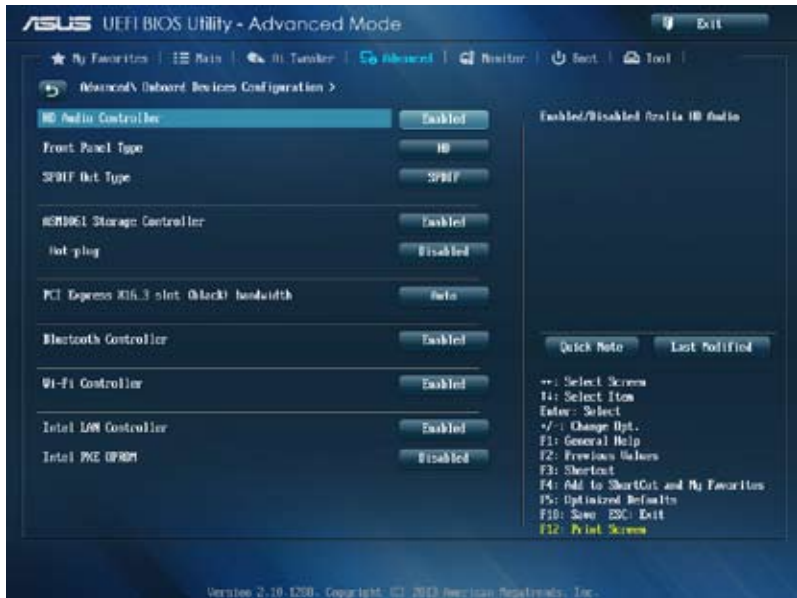 ASUS UEFI BIOS Utility - Advanced Mode
Exit
My Favorites Main Ai Tweaker Advanced Monitor Boot Tool
Advanced\ Onboard Devices Configuration >
HD Audio Controller Enabled
Enabled/Disabled Azalia HD Audio
Front Panel Type HD
SPDIF Out Type SPDIF
ASM1061 Storage Controller Enabled
Hot-plug Disabled
PCI Express X16_3 slot (black) bandwidth Auto
Bluetooth Controller Enabled
Wi-Fi Controller Enabled
Intel LAN Controller Enabled
Intel PXE OPROM Disabled
Quick Note Last Modified
→←: Select Screen
↑↓: Select Item
Enter: Select
+/-: Change Opt.
F1: General Help
F2: Previous Values
F3: Shortcut
F4: Add to ShortCut and My Favorites
F5: Optimized Defaults
F10: Save ESC: Exit
F12: Print Screen
Version 2.10.1208. Copyright (C) 2013 American Megatrends, Inc.